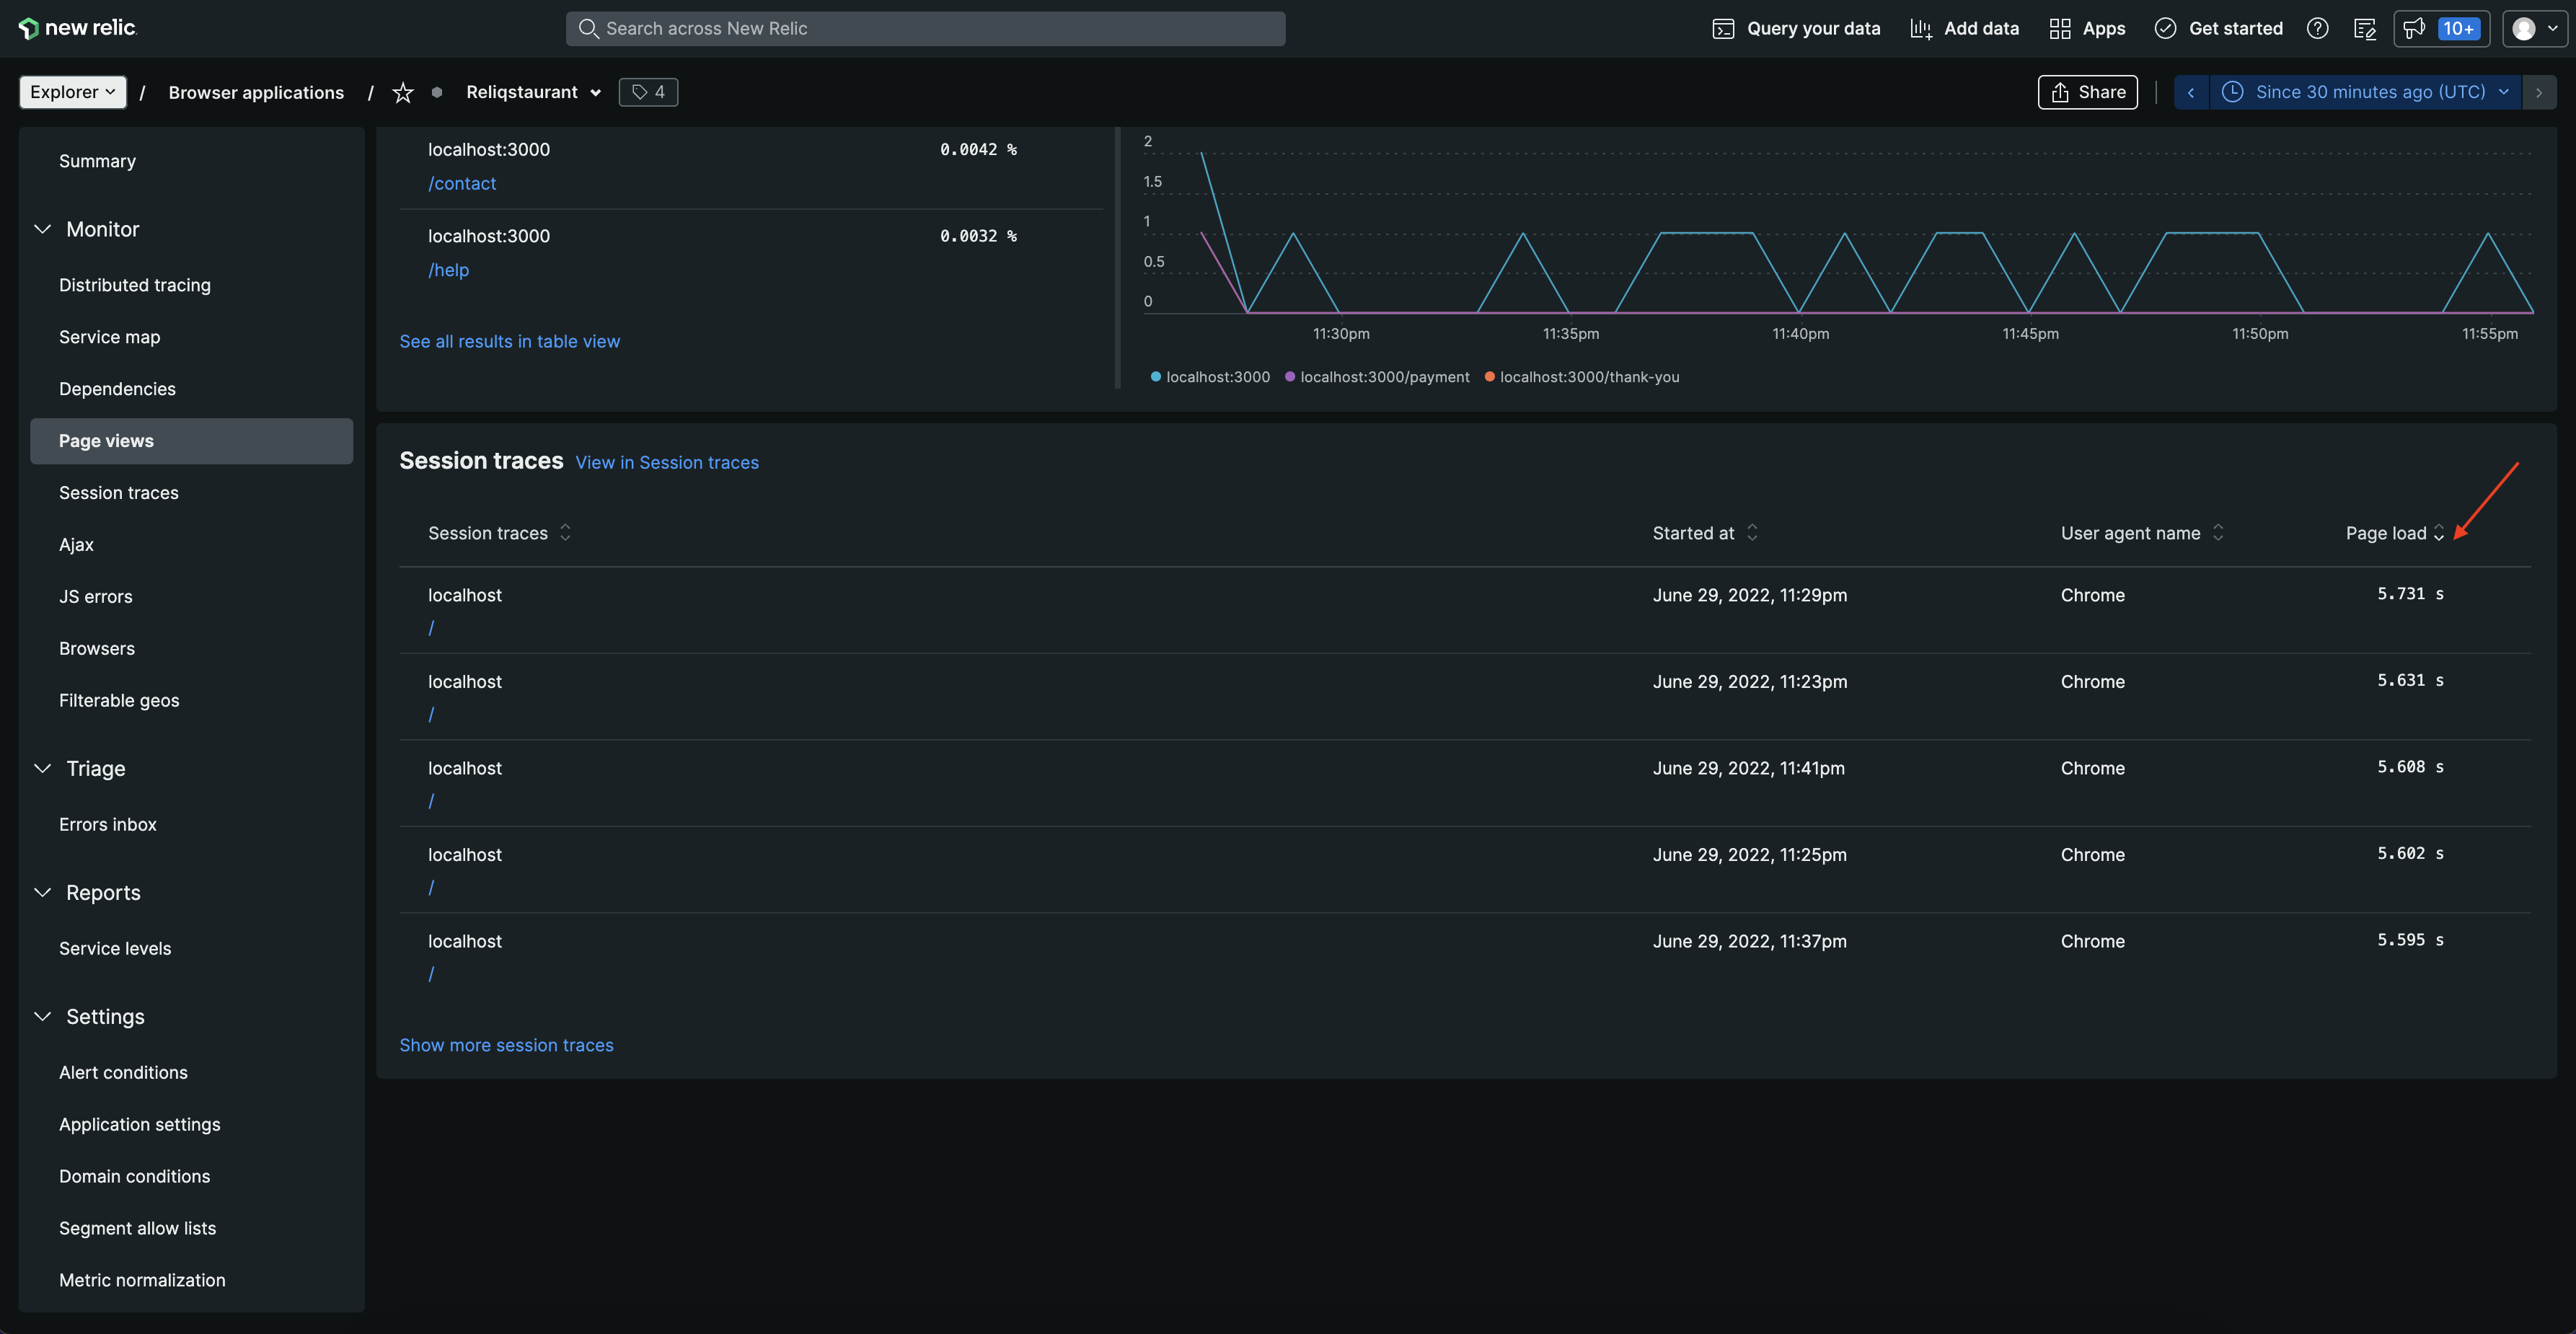 new relic
Search across New Relic
Query your data
Add data
Apps
Get started
10+
Explorer / Browser applications / Reliqstaurant 4
Share
Since 30 minutes ago (UTC)
Summary
Monitor
Distributed tracing
Service map
Dependencies
Page views
Session traces
Ajax
JS errors
Browsers
Filterable geos
Triage
Errors inbox
Reports
Service levels
Settings
Alert conditions
Application settings
Domain conditions
Segment allow lists
Metric normalization
localhost:3000 0.0042 %
/contact
localhost:3000 0.0032 %
/help
See all results in table view
2
1.5
1
0.5
0
11:30pm 11:35pm 11:40pm 11:45pm 11:50pm 11:55pm
localhost:3000 localhost:3000/payment localhost:3000/thank-you
Session traces View in Session traces
Session traces Started at User agent name Page load
localhost June 29, 2022, 11:29pm Chrome 5.731 s
/
localhost June 29, 2022, 11:23pm Chrome 5.631 s
/
localhost June 29, 2022, 11:41pm Chrome 5.608 s
/
localhost June 29, 2022, 11:25pm Chrome 5.602 s
/
localhost June 29, 2022, 11:37pm Chrome 5.595 s
/
Show more session traces